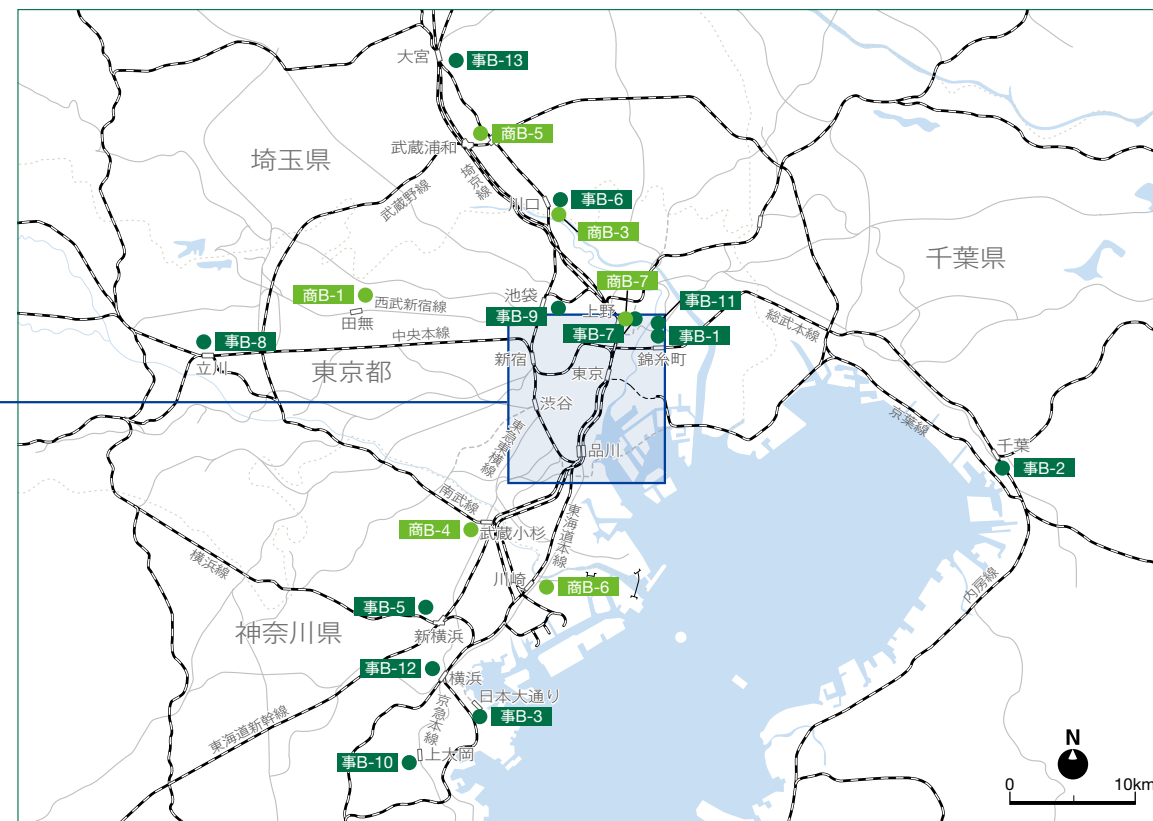 大宮
事B-13
商B-5
武蔵浦和
埼京線
埼玉県
武蔵野線
川口
事B-6
商B-3
千葉県
商B-7
商B-1
西武新宿線
田無
池袋
上野
事B-11
事B-9
事B-7
事B-1
総武本線
事B-8
立川
中央本線
新宿
錦糸町
東京都
東京
渋谷
東急東横線
品川
京葉線
千葉
事B-2
南武線
商B-4
武蔵小杉
東海道本線
横浜線
川崎
商B-6
内房線
事B-5
神奈川県
新横浜
事B-12
横浜
日本大通り
京急本線
事B-3
東海道新幹線
上大岡
事B-10
N
0
10km